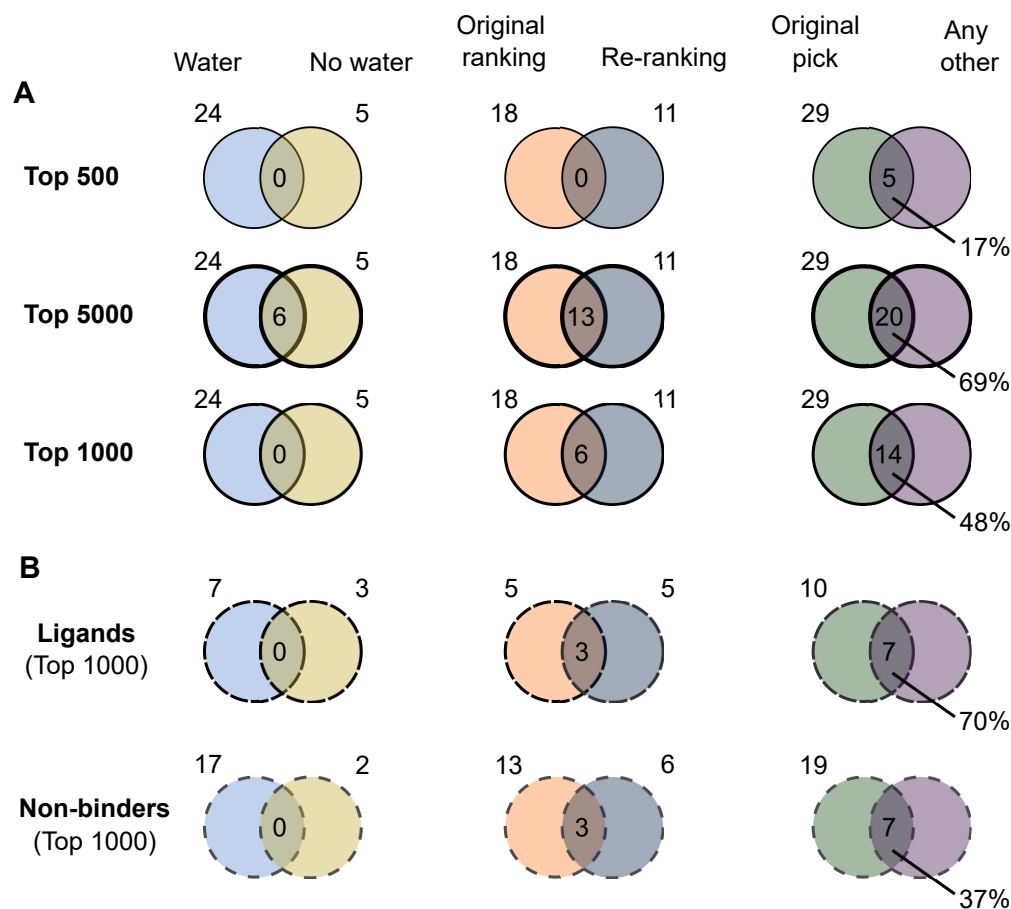 Water No water Original ranking Re-ranking Original pick Any other
A
24 5 18 11 29
Top 500 0 0 5
17%
24 5 18 11 29
Top 5000 6 13 20
69%
24 5 18 11 29
Top 1000 0 6 14
48%
B
7 3 5 5 10
Ligands
(Top 1000) 0 3 7
70%
17 2 13 6 19
Non-binders
(Top 1000) 0 3 7
37%